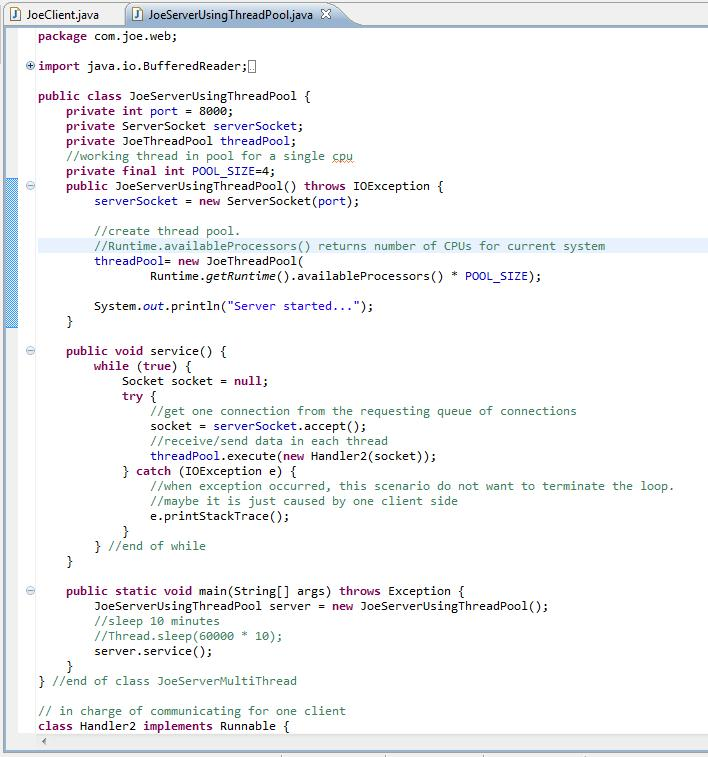 JoeClient.java JoeServerUsingThreadPool.java
package com.joe.web;
import java.io.BufferedReader;
public class JoeServerUsingThreadPool {
private int port = 8000;
private ServerSocket serverSocket;
private JoeThreadPool threadPool;
//working thread in pool for a single cpu
private final int POOL_SIZE=4;
public JoeServerUsingThreadPool() throws IOException {
serverSocket = new ServerSocket(port);
//create thread pool.
//Runtime.availableProcessors() returns number of CPUs for current system
threadPool= new JoeThreadPool(
Runtime.getRuntime().availableProcessors() * POOL_SIZE);
System.out.println("Server started...");
}
public void service() {
while (true) {
Socket socket = null;
try {
//get one connection from the requesting queue of connections
socket = serverSocket.accept();
//receive/send data in each thread
threadPool.execute(new Handler2(socket));
} catch (IOException e) {
//when exception occurred, this scenario do not want to terminate the loop.
//maybe it is just caused by one client side
e.printStackTrace();
}
} //end of while
}
public static void main(String[] args) throws Exception {
JoeServerUsingThreadPool server = new JoeServerUsingThreadPool();
//sleep 10 minutes
//Thread.sleep(60000 * 10);
server.service();
}
} //end of class JoeServerMultiThread
// in charge of communicating for one client
class Handler2 implements Runnable {